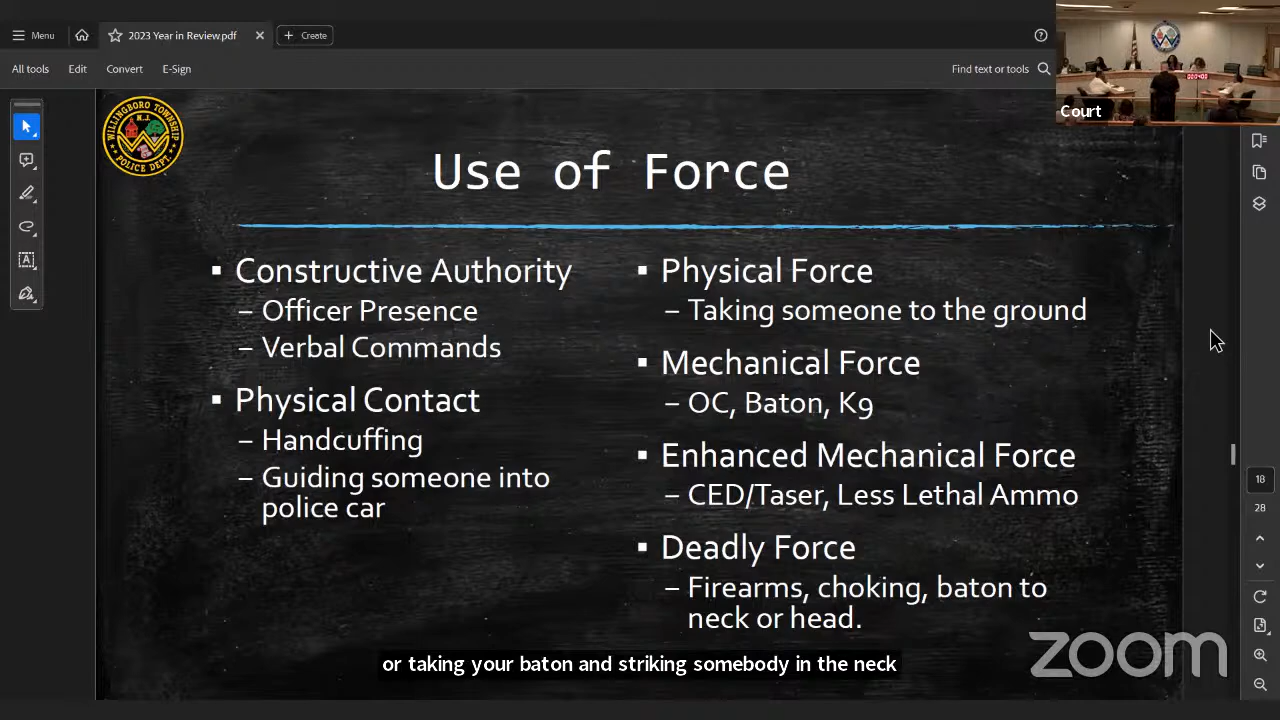 Menu
2023 Year in Review.pdf
Create
All tools
Edit
Convert
E-Sign
Find text or tools
Court
WILLINGBORO TOWNSHIP
N.J.
POLICE DEPT.
Use of Force
▪ Constructive Authority
– Officer Presence
– Verbal Commands
▪ Physical Contact
– Handcuffing
– Guiding someone into
police car
▪ Physical Force
– Taking someone to the ground
▪ Mechanical Force
– OC, Baton, K9
▪ Enhanced Mechanical Force
– CED/Taser, Less Lethal Ammo
▪ Deadly Force
– Firearms, choking, baton to
neck or head.
18
28
or taking your baton and striking somebody in the neck
zoom